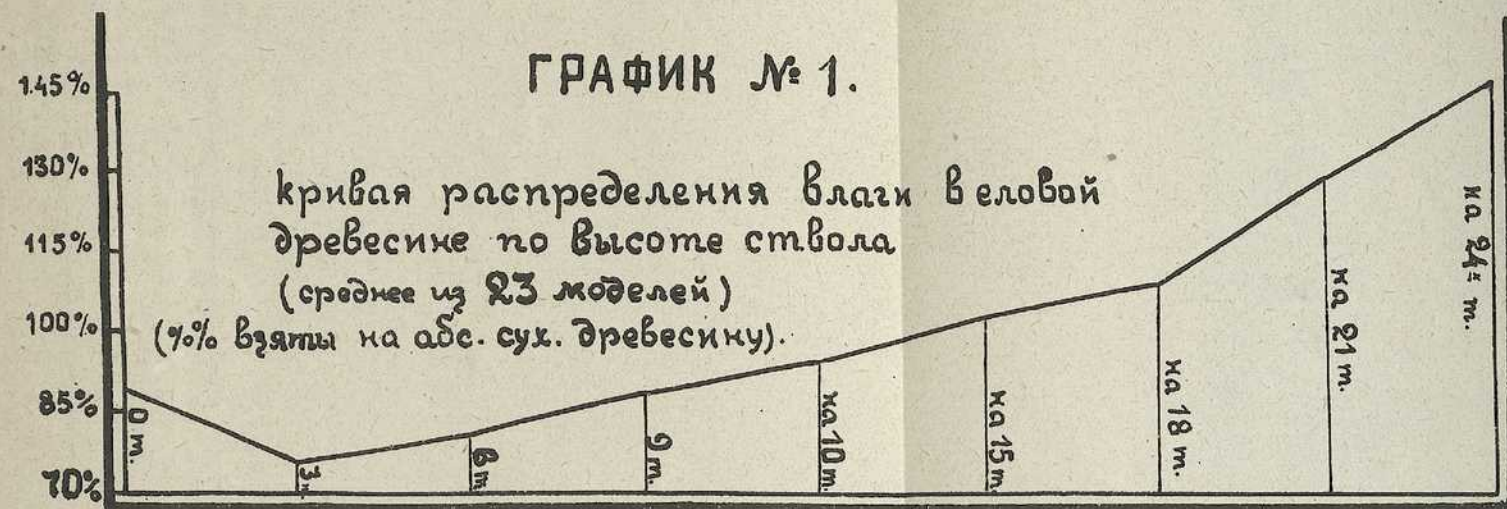 ГРАФИК № 1.
кривая распределения влаги в еловой
древесине по высоте ствола
(среднее из 23 моделей)
(%% взяты на абс. сух. древесину).
1.45%
130%
115%
100%
85%
70%
0 m.
3 м.
6 m.
9 m.
на 10 m.
на 15 m.
на 18 m.
на 21 m.
на 24= m.